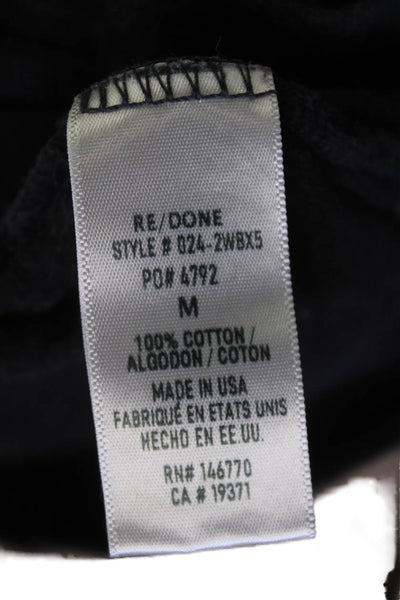 RE/DONE
STYLE # 024-2WBX5
PO# 4792
M
100% COTTON /
ALGODON / COTON
MADE IN USA
FABRIQUÉ EN ETATS UNIS
HECHO EN EE.UU.
RN# 146770
CA # 19371